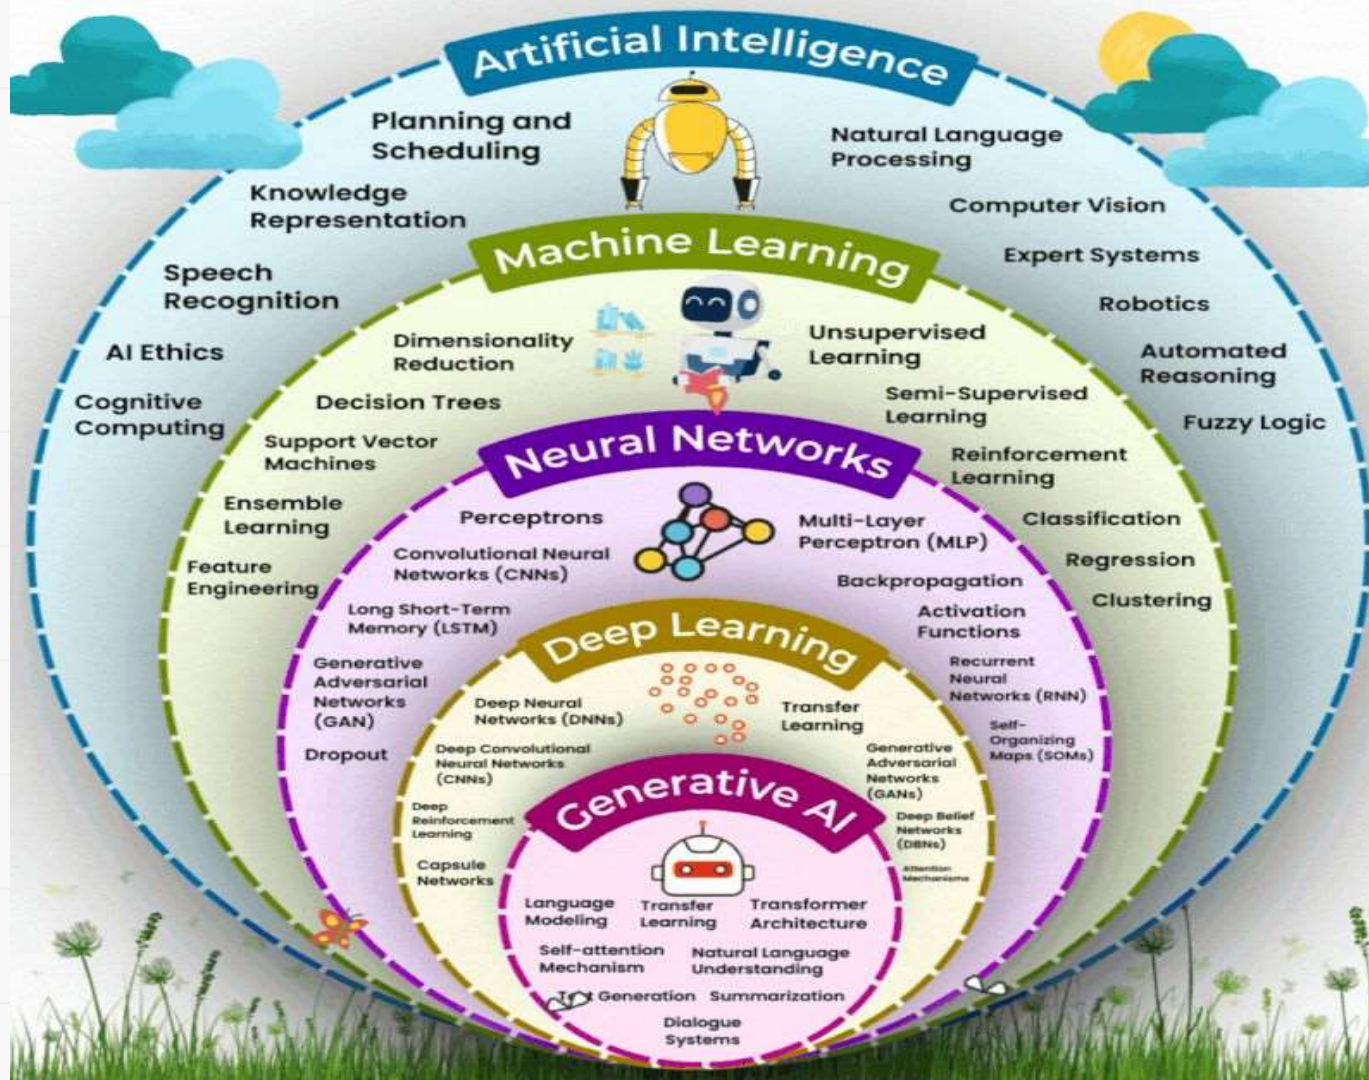 Artificial Intelligence
Planning and
Scheduling
Natural Language
Processing
Knowledge
Representation
Computer Vision
Expert Systems
Speech
Recognition
Robotics
AI Ethics
Automated
Reasoning
Cognitive
Computing
Fuzzy Logic
Machine Learning
Dimensionality
Reduction
Unsupervised
Learning
Decision Trees
Semi-Supervised
Learning
Support Vector
Machines
Reinforcement
Learning
Ensemble
Learning
Classification
Feature
Engineering
Regression
Clustering
Neural Networks
Perceptrons
Multi-Layer
Perceptron (MLP)
Convolutional Neural
Networks (CNNs)
Backpropagation
Long Short-Term
Memory (LSTM)
Activation
Functions
Generative
Adversarial
Networks
(GAN)
Recurrent
Neural
Networks (RNN)
Dropout
Self-
Organizing
Maps (SOMs)
Deep Learning
Deep Neural
Networks (DNNs)
Transfer
Learning
Deep Convolutional
Neural Networks
(CNNs)
Generative
Adversarial
Networks
(GANs)
Deep
Reinforcement
Learning
Deep Belief
Networks
(DBNs)
Capsule
Networks
Attention
Mechanisms
Generative AI
Language
Modeling
Transfer
Learning
Transformer
Architecture
Self-attention
Mechanism
Natural Language
Understanding
Text Generation
Summarization
Dialogue
Systems